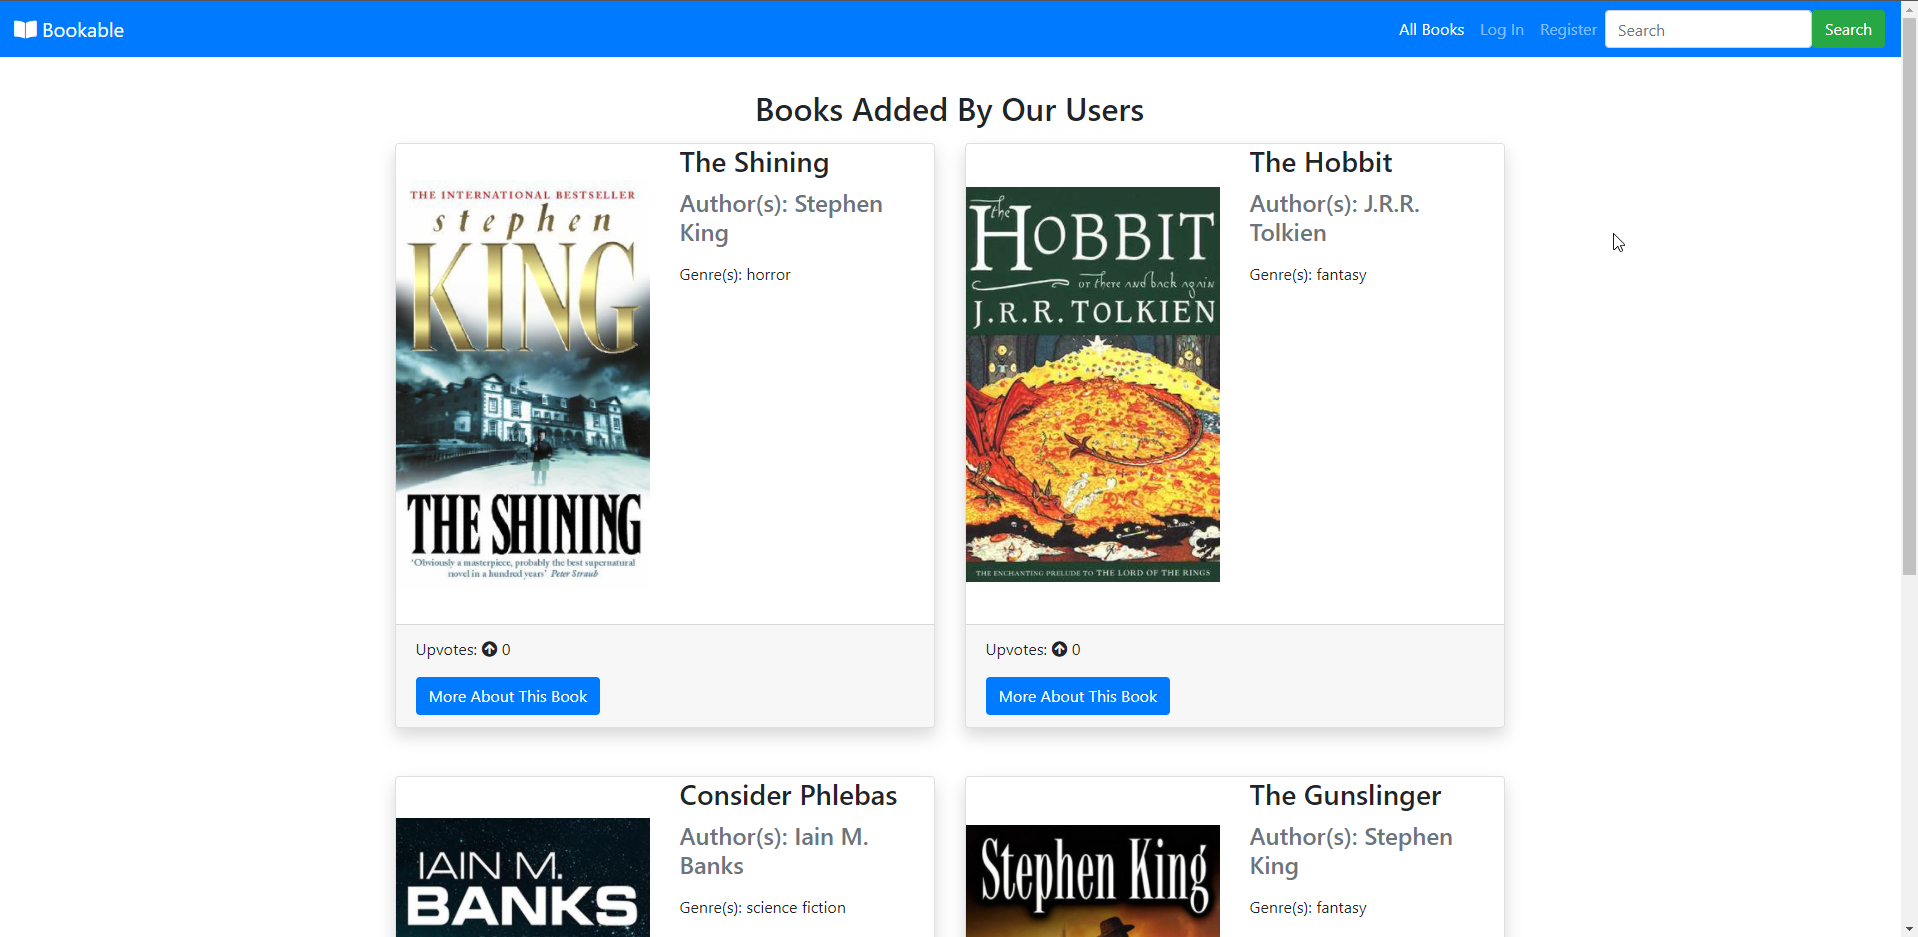 Bookable
All Books Log In Register Search Search
Books Added By Our Users
THE INTERNATIONAL BESTSELLER
stephen
KING
THE SHINING
'Obviously a masterpiece, probably the best supernatural
novel in a hundred years' Peter Straub
The Shining
Author(s): Stephen
King
Genre(s): horror
Upvotes: 0
More About This Book
the
HOBBIT
or there and back again
J.R.R. TOLKIEN
THE ENCHANTING PRELUDE TO THE LORD OF THE RINGS
The Hobbit
Author(s): J.R.R.
Tolkien
Genre(s): fantasy
Upvotes: 0
More About This Book
IAIN M.
BANKS
Consider Phlebas
Author(s): Iain M.
Banks
Genre(s): science fiction
Stephen King
The Gunslinger
Author(s): Stephen
King
Genre(s): fantasy